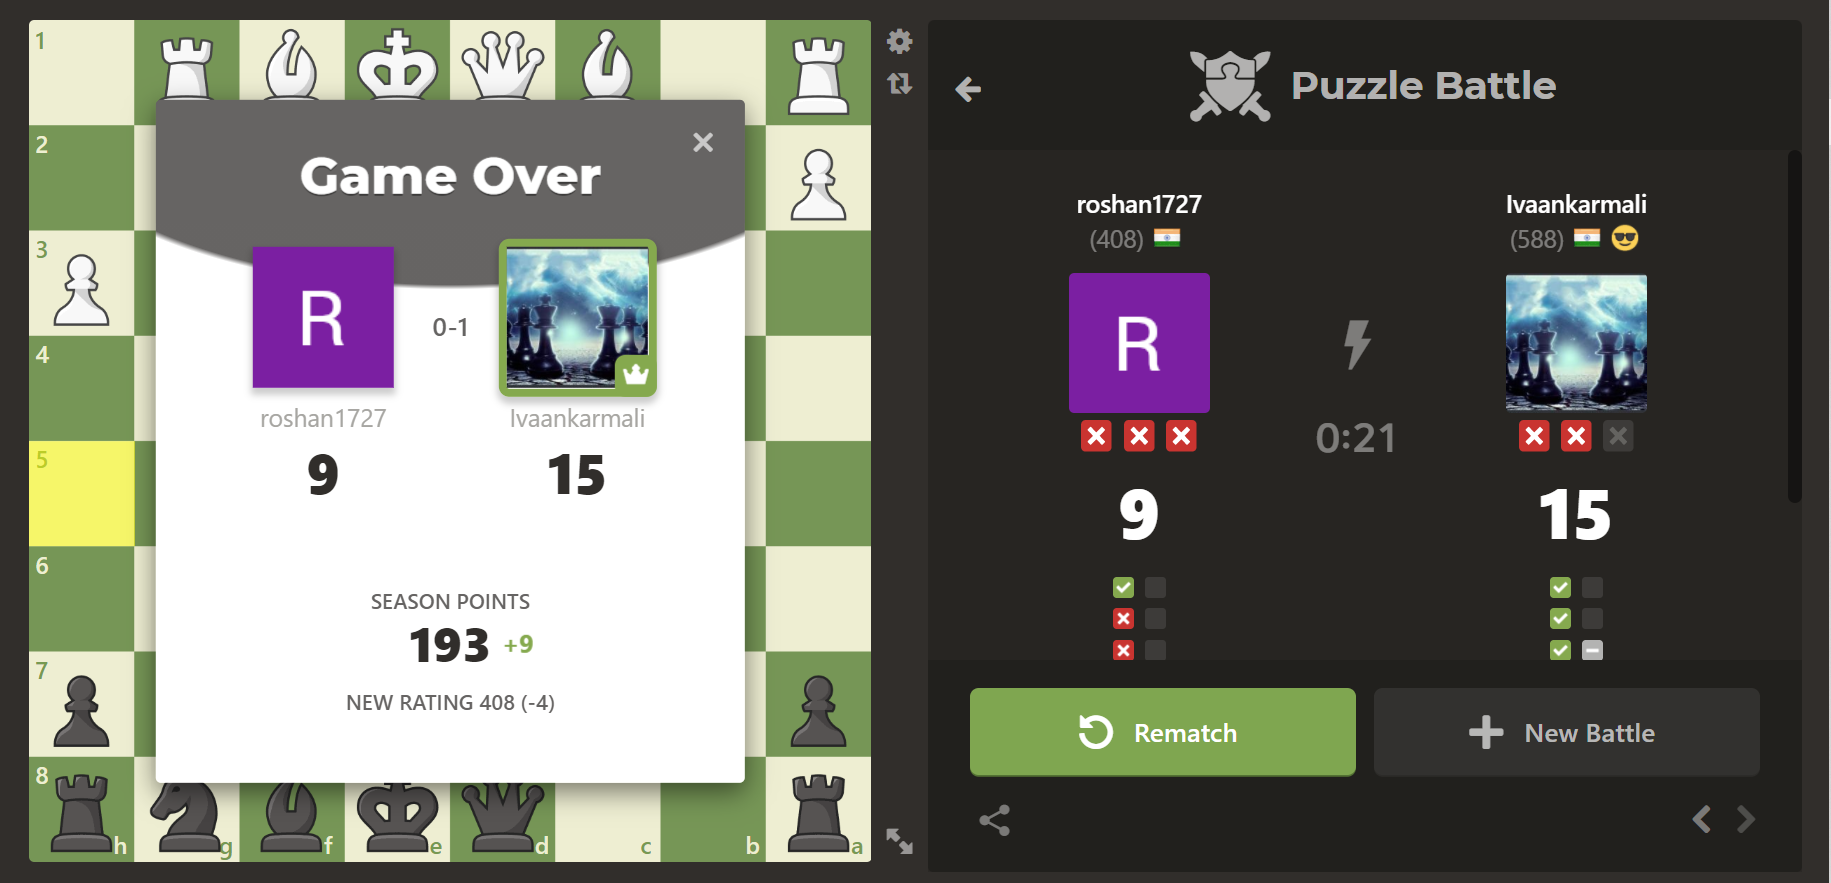 1
2
3
4
5
6
7
8
h g f e d c b a
Game Over
R
0-1
roshan1727
Ivaankarmali
9
15
SEASON POINTS
193 +9
NEW RATING 408 (-4)
Puzzle Battle
roshan1727
(408)
Ivaankarmali
(588)
R
0:21
9
15
Rematch
New Battle